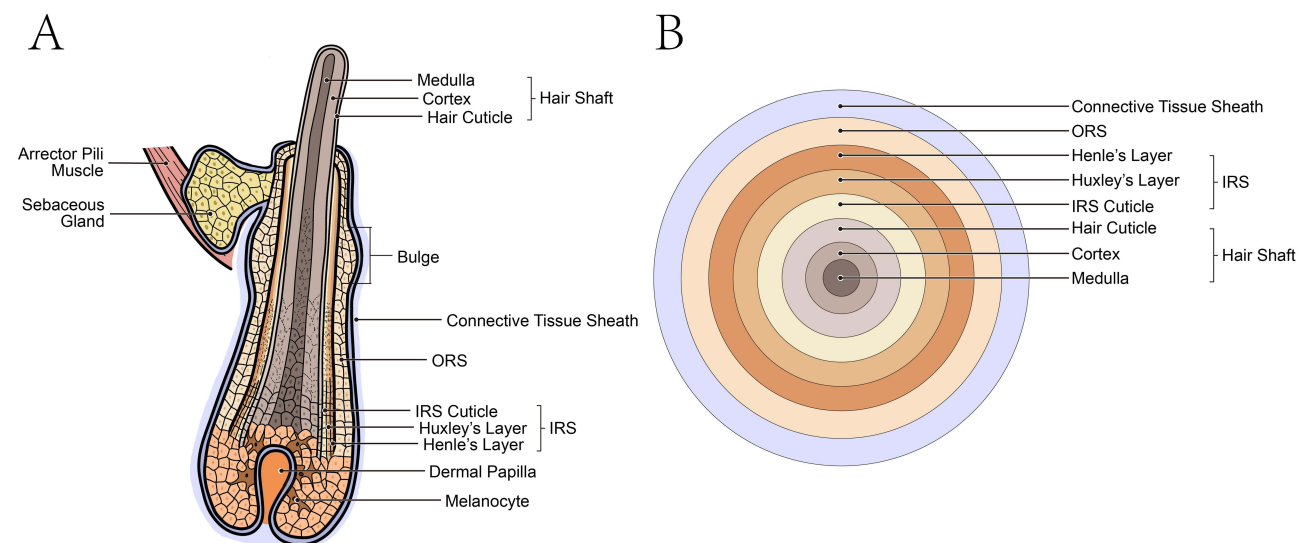 A
Medulla
Cortex
Hair Cuticle
Hair Shaft
Arrector Pili
Muscle
Sebaceous
Gland
Bulge
Connective Tissue Sheath
ORS
IRS Cuticle
Huxley's Layer
Henle's Layer
IRS
Dermal Papilla
Melanocyte
B
Connective Tissue Sheath
ORS
Henle's Layer
Huxley's Layer
IRS Cuticle
IRS
Hair Cuticle
Cortex
Medulla
Hair Shaft